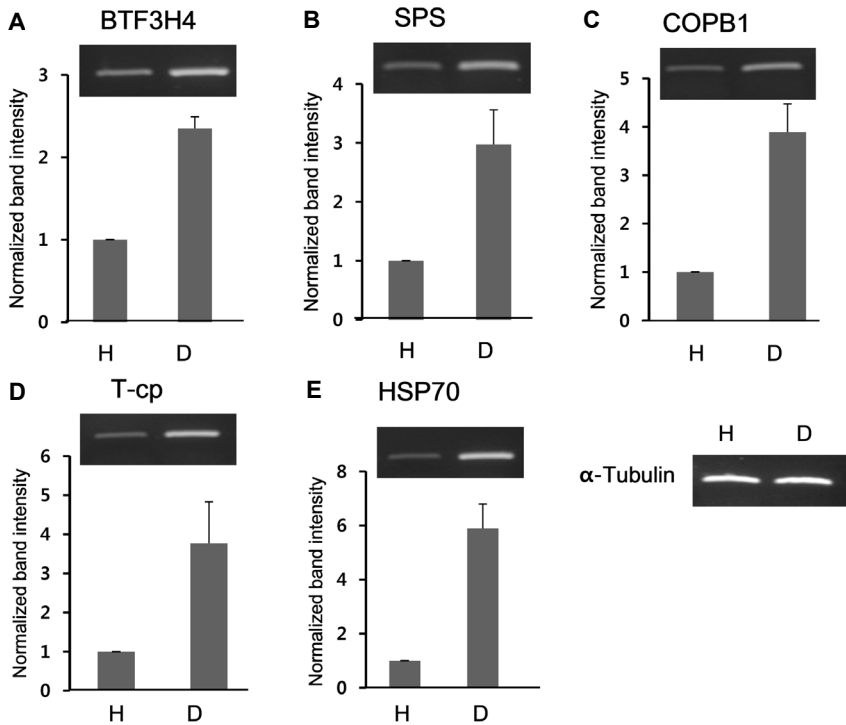 A BTF3H4
Normalized band intensity
3
2
1
0
H D
B SPS
Normalized band intensity
4
3
2
1
0
H D
C COPB1
Normalized band intensity
5
4
3
2
1
0
H D
D T-cp
Normalized band intensity
6
5
4
3
2
1
0
H D
E HSP70
Normalized band intensity
8
6
4
2
0
H D
H D
α-Tubulin